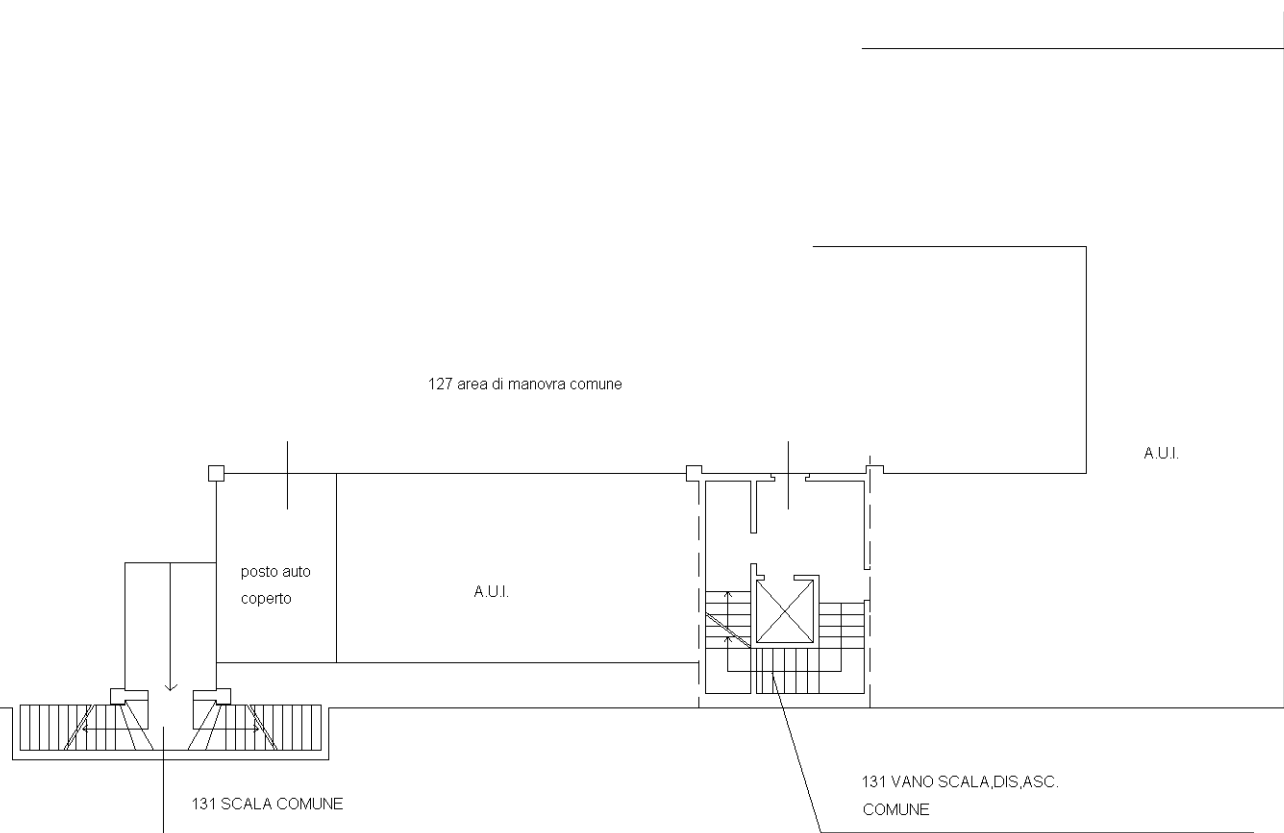 127 area di manovra comune
A.U.I.
posto auto
coperto
A.U.I.
131 VANO SCALA,DIS,ASC.
COMUNE
131 SCALA COMUNE